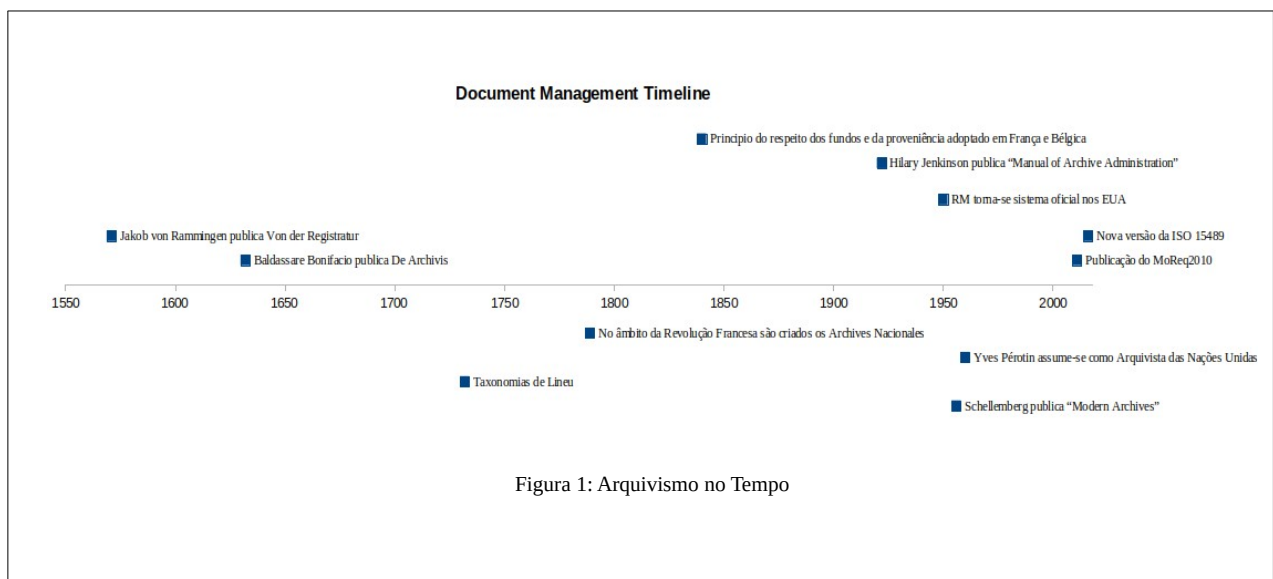 Document Management Timeline
Principio do respeito dos fundos e da proveniência adoptado em França e Bélgica
Hilary Jenkinson publica “Manual of Archive Administration”
RM torna-se sistema oficial nos EUA
Jakob von Rammingen publica Von der Registratur
Nova versão da ISO 15489
Baldassare Bonifacio publica De Archivis
Publicação do MoReq2010
1550 1600 1650 1700 1750 1800 1850 1900 1950 2000
No âmbito da Revolução Francesa são criados os Archives Nacionales
Yves Pérotin assume-se como Arquivista das Nações Unidas
Taxonomias de Lineu
Schellemberg publica “Modern Archives”
Figura 1: Arquivismo no Tempo